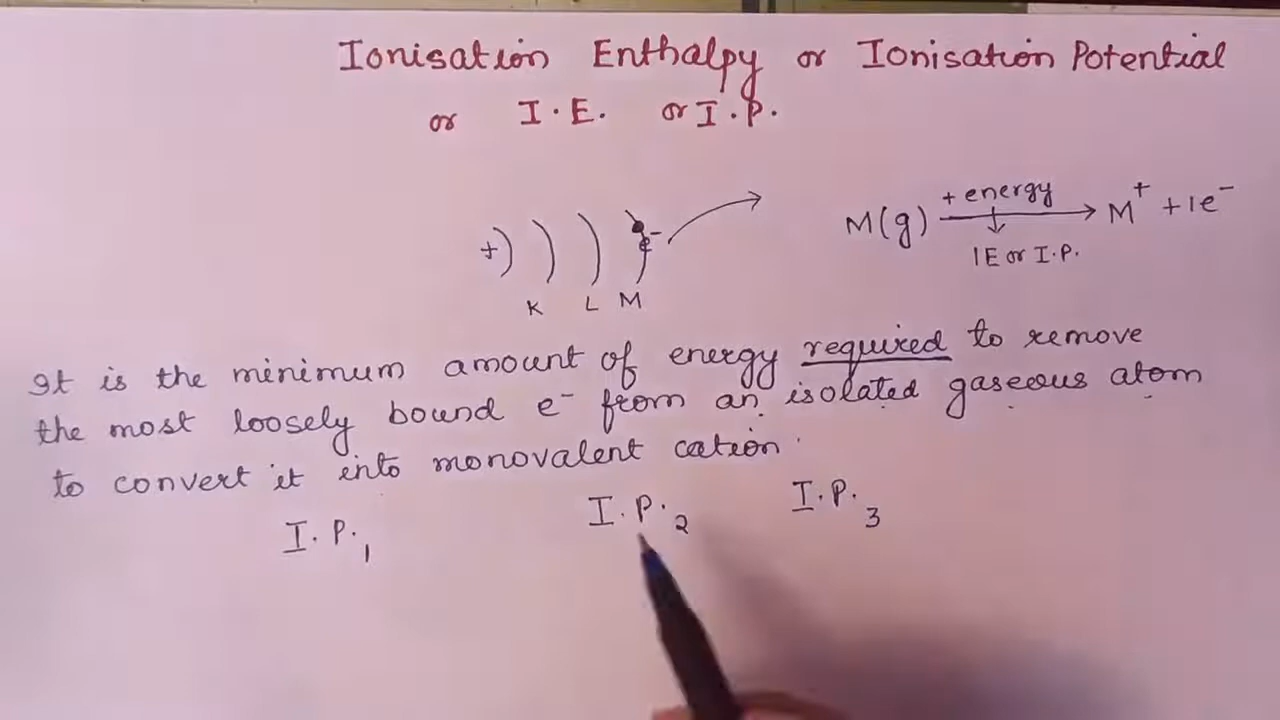 Ionisation Enthalpy or Ionisation Potential
or I.E. or I.P.
M(g) + energy → M⁺ + 1e⁻
IE or I.P.
+) e⁻
K L M
It is the minimum amount of energy required to remove
the most loosely bound e⁻ from an isolated gaseous atom
to convert it into monovalent cation.
I.P.₁ I.P.₂ I.P.₃